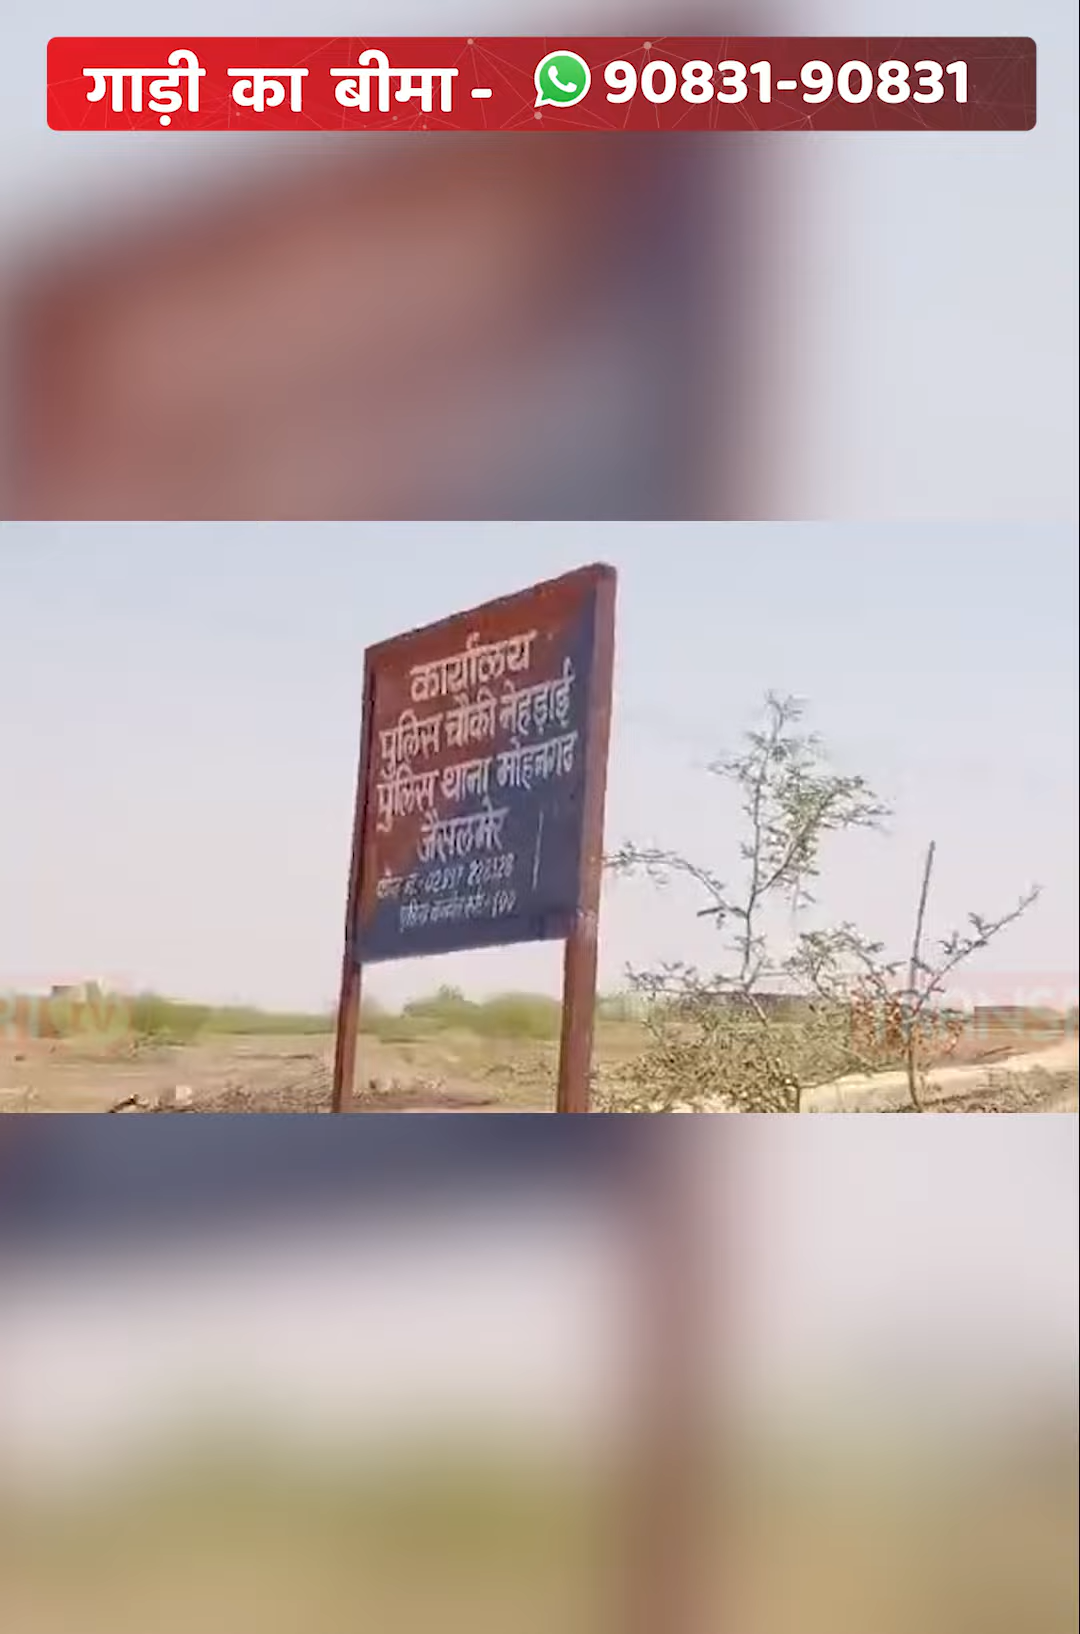 गाड़ी का बीमा - 90831-90831
कार्यालय
पुलिस चौकी नेहड़ाई
पुलिस थाना मोहनगढ
जैसलमेर